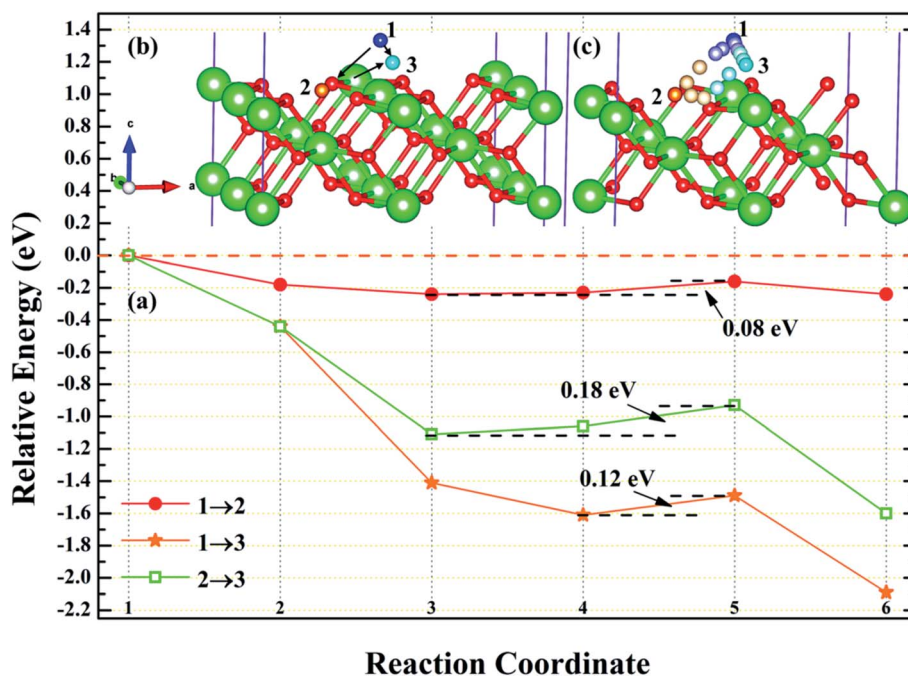 1.4
1.2
1.0
0.8
0.6
0.4
0.0
-0.2
-0.4
-0.6
-0.8
-1.0
-1.2
-1.4
-1.6
-1.8
-2.0
-2.2
Relative Energy (eV)
(b)
1
2
3
(c)
1
2
3
c
b
a
(a)
0.08 eV
0.18 eV
0.12 eV
1→2
1→3
2→3
1 2 3 4 5 6
Reaction Coordinate